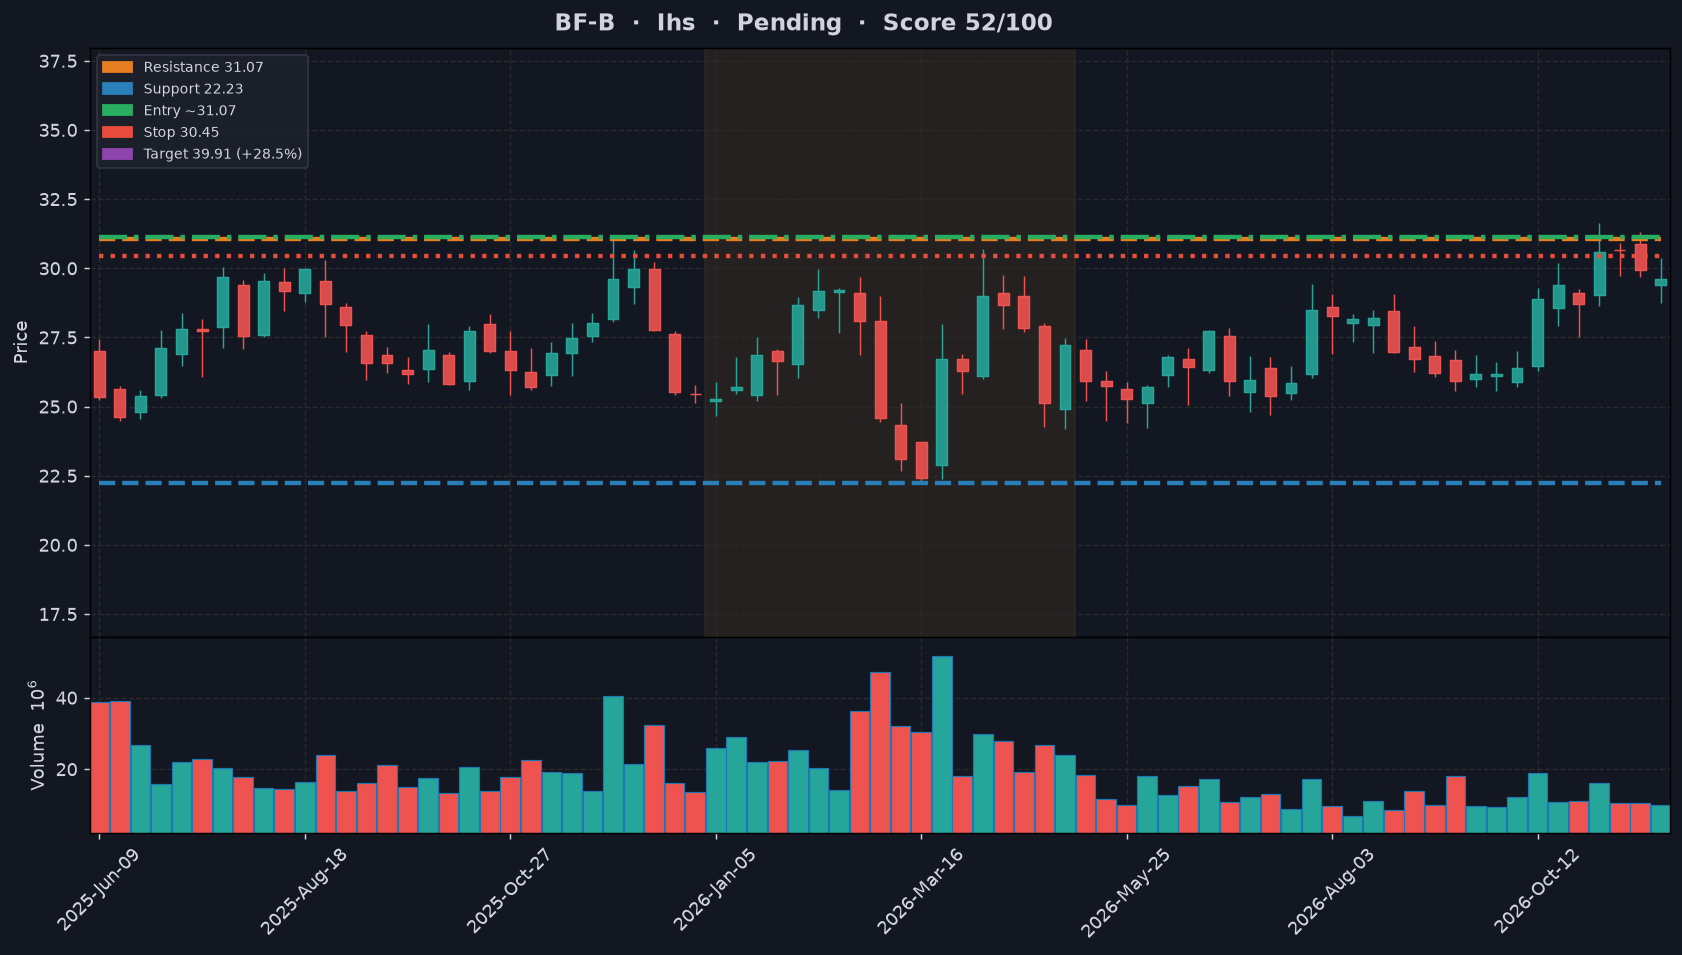 BF-B · Ihs · Pending · Score 52/100
Resistance 31.07
Support 22.23
Entry ~31.07
Stop 30.45
Target 39.91 (+28.5%)
Price
37.5
35.0
32.5
30.0
27.5
25.0
22.5
20.0
17.5
Volume 10⁶
40
20
2025-Jun-09
2025-Aug-18
2025-Oct-27
2026-Jan-05
2026-Mar-16
2026-May-25
2026-Aug-03
2026-Oct-12